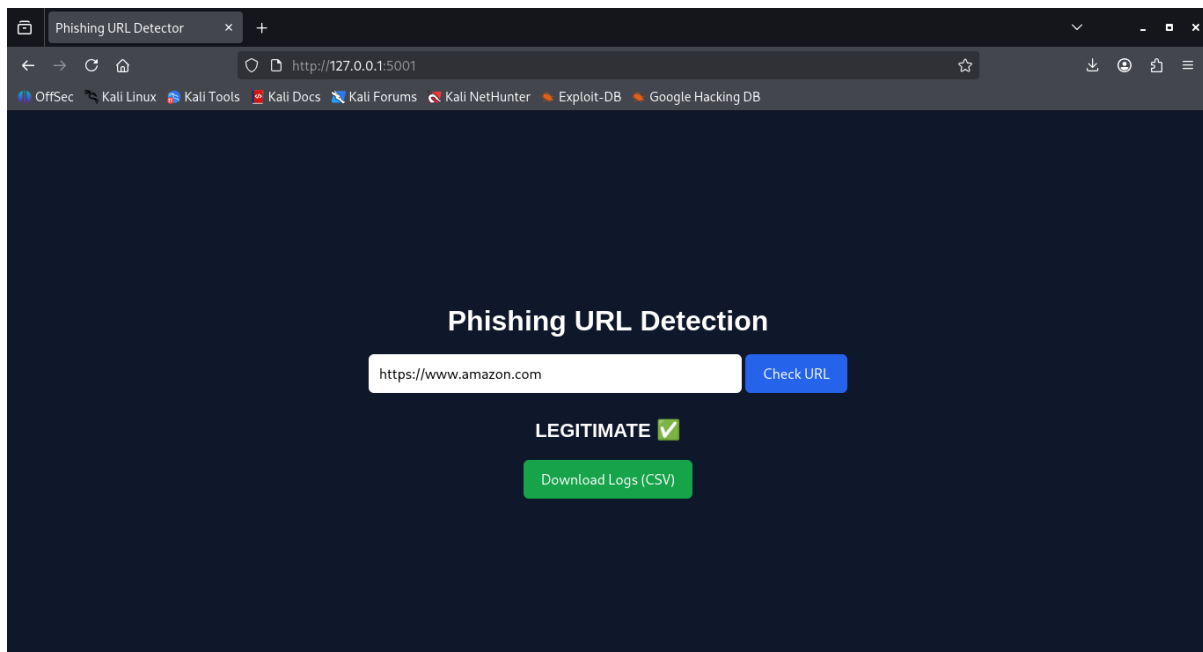 Phishing URL Detector
http://127.0.0.1:5001
OffSec Kali Linux Kali Tools Kali Docs Kali Forums Kali NetHunter Exploit-DB Google Hacking DB
Phishing URL Detection
https://www.amazon.com Check URL
LEGITIMATE ✅
Download Logs (CSV)